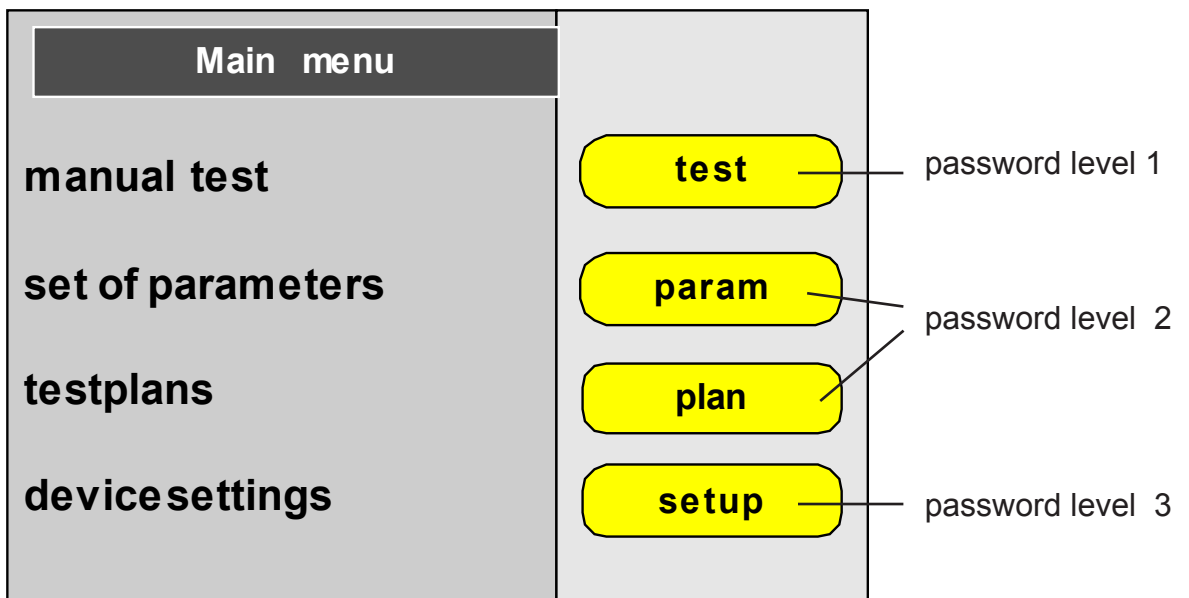 Main menu
manual test
test
password level 1
set of parameters
param
password level 2
testplans
plan
device settings
setup
password level 3